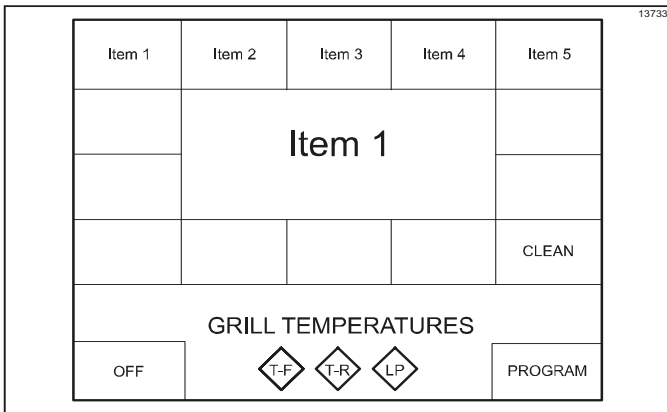 13733
Item 1 Item 2 Item 3 Item 4 Item 5
Item 1
CLEAN
GRILL TEMPERATURES
OFF T-F T-R LP PROGRAM